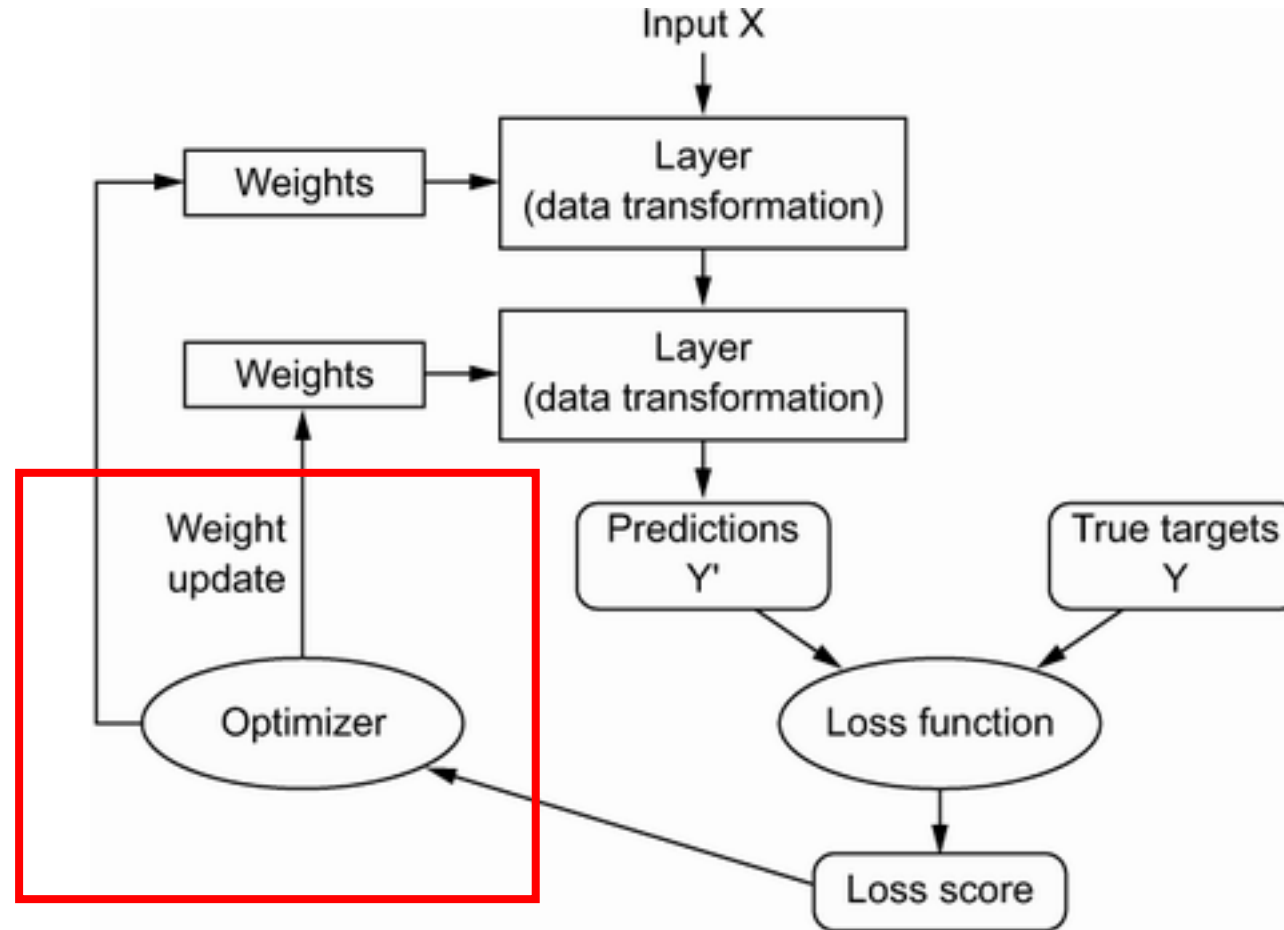 Input X
Weights
Layer
(data transformation)
Weights
Layer
(data transformation)
Weight
update
Predictions
Y'
True targets
Y
Optimizer
Loss function
Loss score